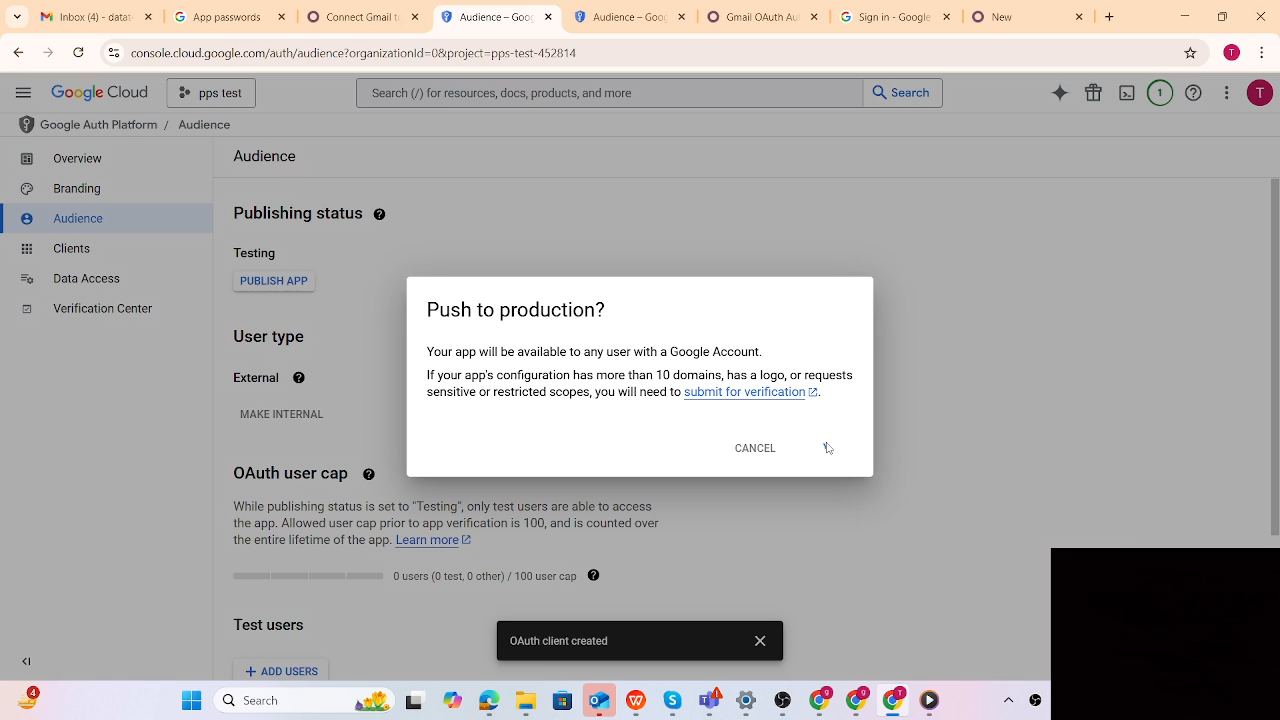 Inbox (4) - datate
App passwords
Connect Gmail to
Audience – Goog
Audience – Goog
Gmail OAuth Au
Sign in - Google
New
console.cloud.google.com/auth/audience?organizationId=0&project=pps-test-452814
T
Google Cloud
pps test
Search (/) for resources, docs, products, and more
Search
1
T
Google Auth Platform / Audience
Overview
Branding
Audience
Clients
Data Access
Verification Center
Audience
Publishing status
Testing
PUBLISH APP
User type
External
MAKE INTERNAL
OAuth user cap
While publishing status is set to "Testing", only test users are able to access
the app. Allowed user cap prior to app verification is 100, and is counted over
the entire lifetime of the app. Learn more
0 users (0 test, 0 other) / 100 user cap
Test users
+ ADD USERS
Push to production?
Your app will be available to any user with a Google Account.
If your app's configuration has more than 10 domains, has a logo, or requests
sensitive or restricted scopes, you will need to submit for verification.
CANCEL
OAuth client created
4
Search